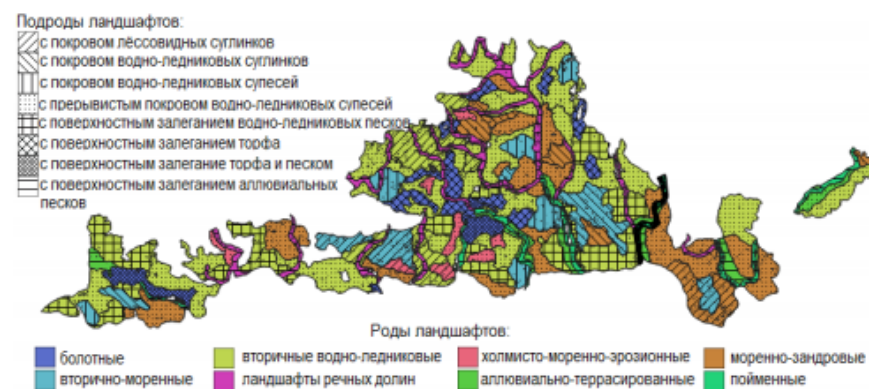 Подроды ландшафтов:
с покровом лёссовидных суглинков
с покровом водно-ледниковых суглинков
с покровом водно-ледниковых супесей
с прерывистым покровом водно-ледниковых супесей
с поверхностным залеганием водно-ледниковых песков
с поверхностным залегание торфа
с поверхностным залегание торфа и песком
с поверхностным залеганием аллювиальных
песков
Роды ландшафтов:
болотные
вторичные водно-ледниковые
холмисто-моренно-эрозионные
моренно-зандровые
вторично-моренные
ландшафты речных долин
аллювиально-террасированные
пойменные